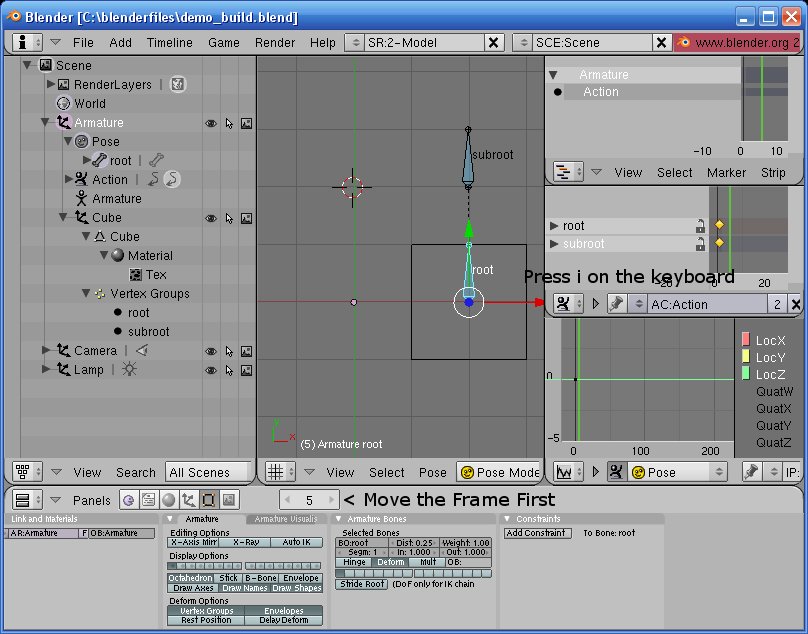 Blender [C:\blenderfiles\demo_build.blend]
File Add Timeline Game Render Help SR:2-Model SCE:Scene www.blender.org 2
Scene
RenderLayers
World
Armature
Pose
root
Action
Armature
Cube
Cube
Material
Tex
Vertex Groups
root
subroot
Camera
Lamp
View Search All Scenes
subroot
root
y
x
(5) Armature root
View Select Pose Pose Mode
Armature
Action
-10 0 10
View Select Marker Strip
root
subroot
-20 0 20
Press i on the keyboard
AC:Action 2
LocX
LocY
LocZ
QuatW
QuatX
QuatY
QuatZ
0
-5
0 100 200
Pose IP:
Panels 5 < Move the Frame First
Link and Materials
AR:Armature F OB:Armature
Armature Armature Visualis
Editing Options
X-Axis Mirr X-Ray Auto IK
Display Options
Octahedron Stick B-Bone Envelope
Draw Axes Draw Names Draw Shapes
Deform Options
Vertex Groups Envelopes
Rest Position Delay Deform
Armature Bones
Selected Bones
BO:root Dist: 0.25 Weight: 1.00
Segm: 1 In: 1.000 Out: 1.000
Hinge Deform Mult OB:
Stride Root (DoF only for IK chain
Constraints
Add Constraint To Bone: root